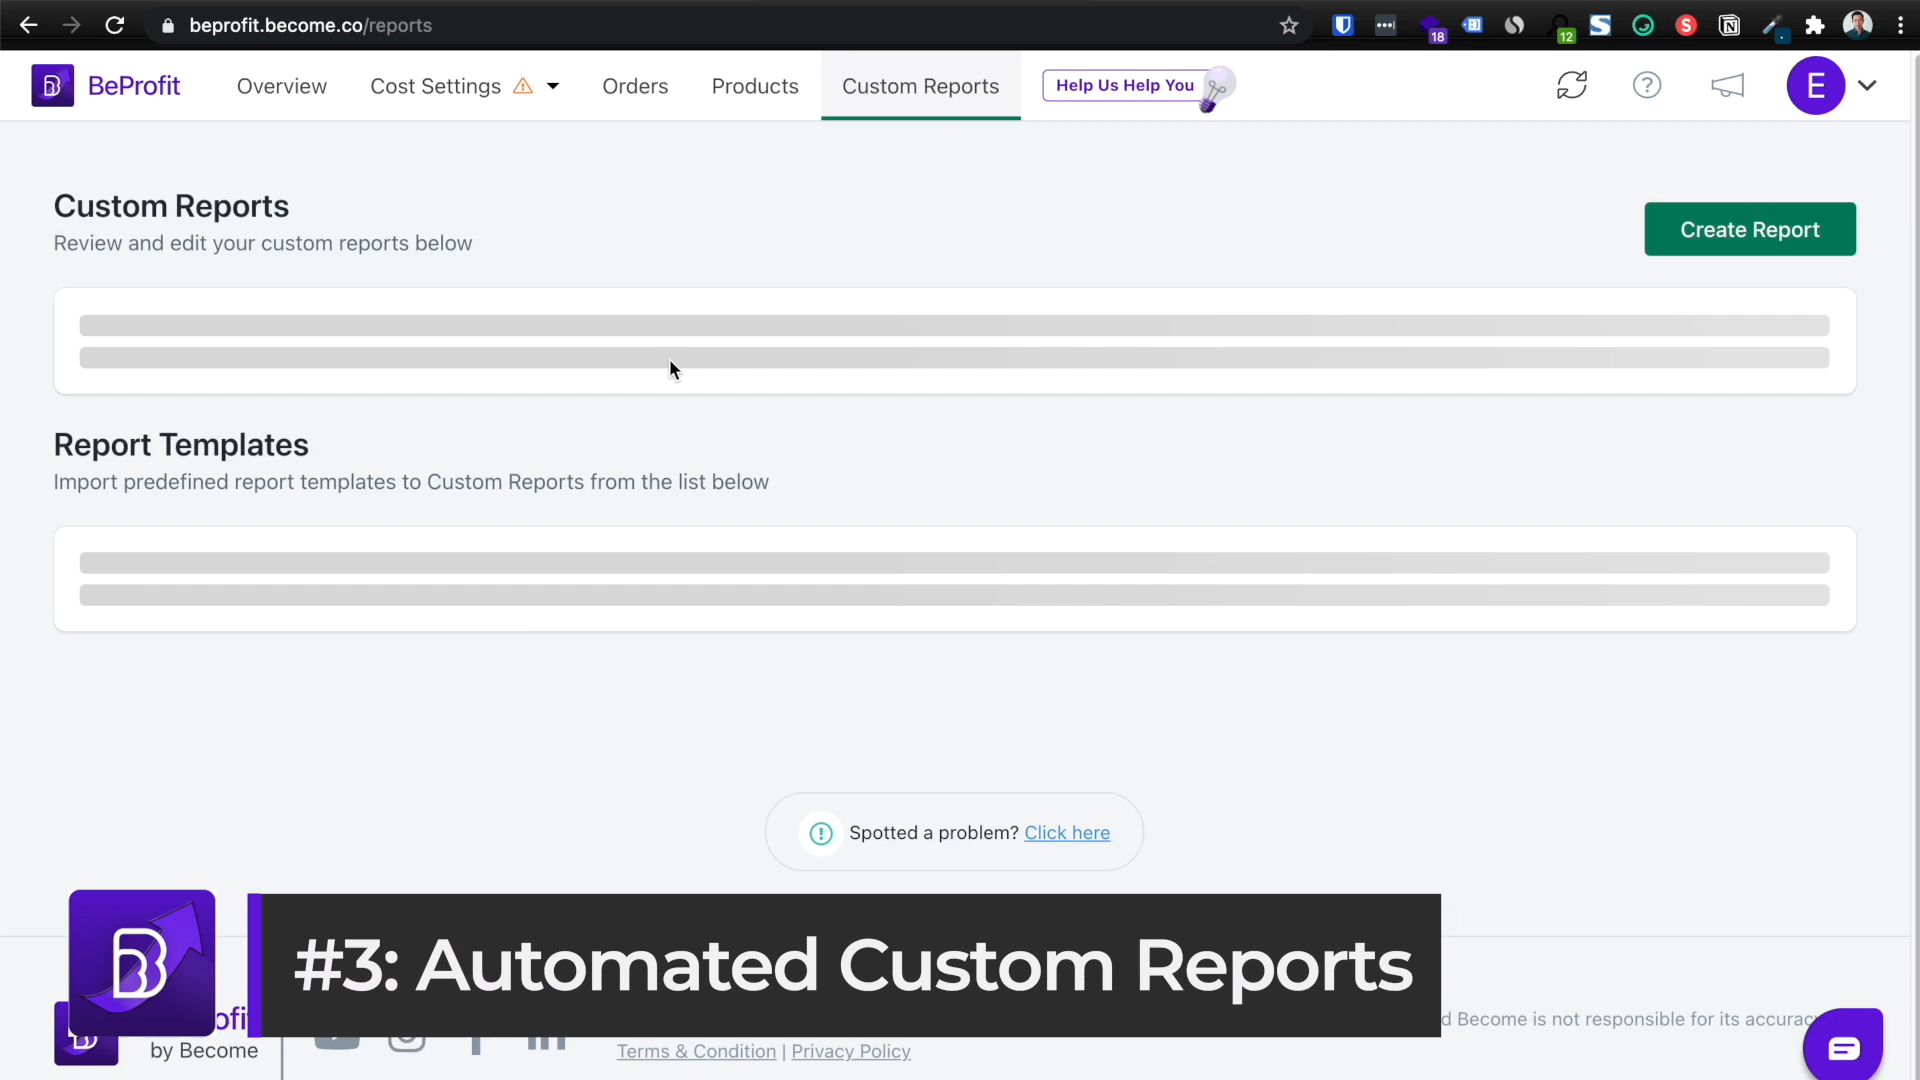 beprofit.become.co/reports
18
12
BeProfit
Overview
Cost Settings
Orders
Products
Custom Reports
Help Us Help You
E
Custom Reports
Review and edit your custom reports below
Create Report
Report Templates
Import predefined report templates to Custom Reports from the list below
Spotted a problem? Click here
#3: Automated Custom Reports
by Become
Become is not responsible for its
Terms & Condition | Privacy Policy